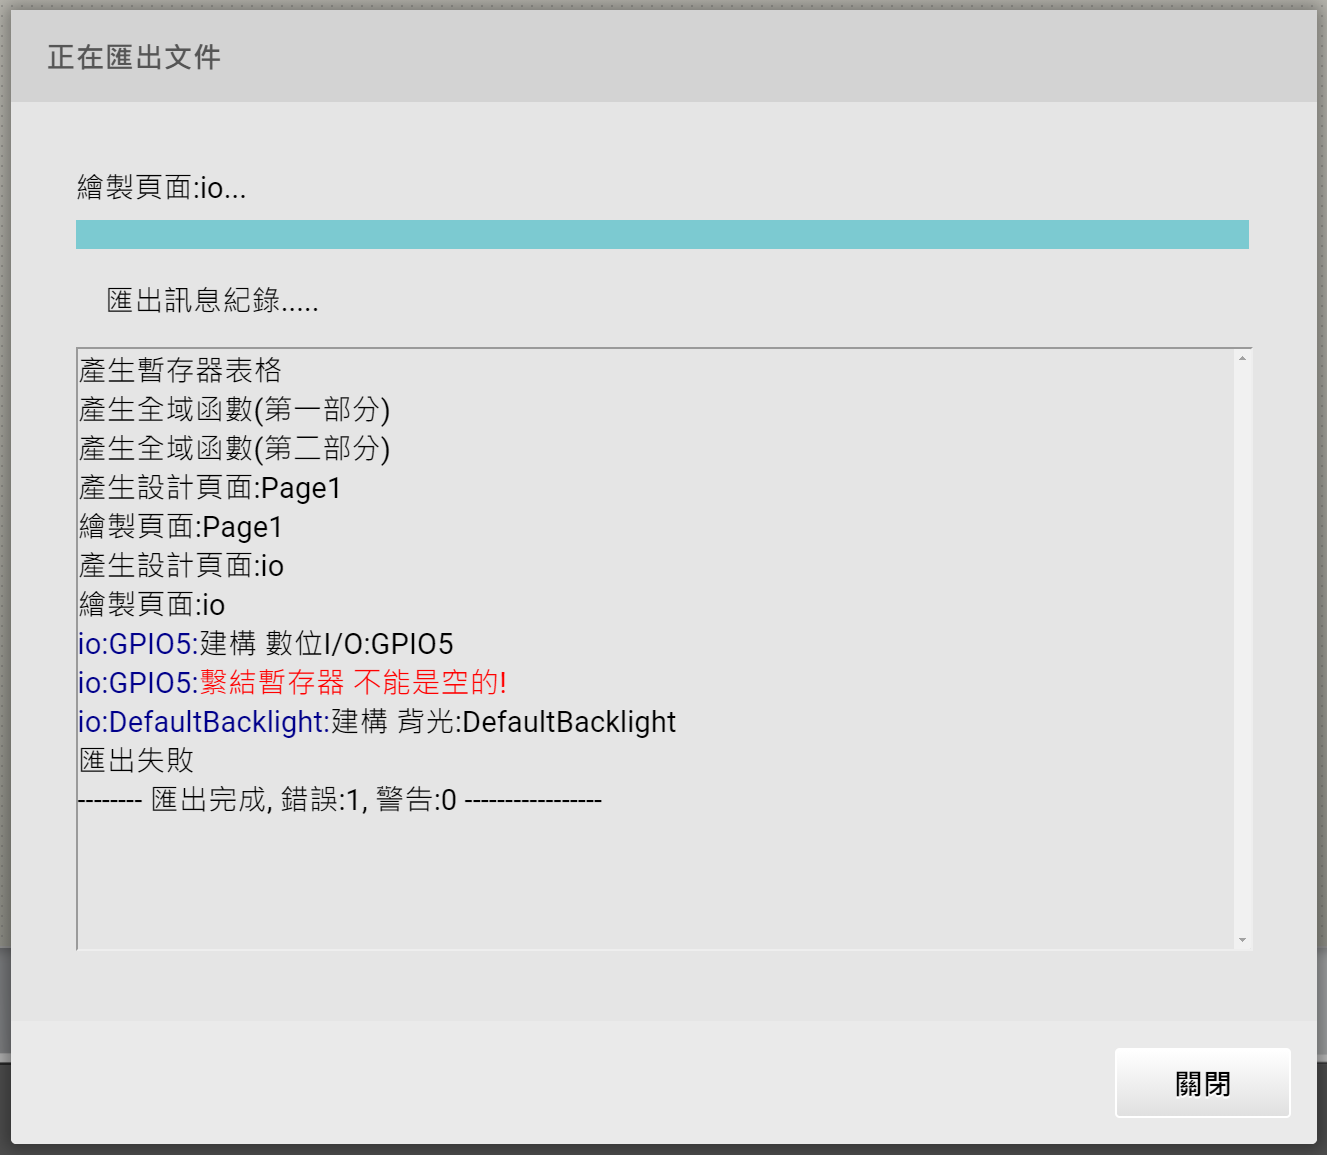 正在匯出文件
繪製頁面:io...
匯出訊息紀錄.....
產生暫存器表格
產生全域函數(第一部分)
產生全域函數(第二部分)
產生設計頁面:Page1
繪製頁面:Page1
產生設計頁面:io
繪製頁面:io
io:GPIO5:建構 數位I/O:GPIO5
io:GPIO5:繫結暫存器 不能是空的!
io:DefaultBacklight:建構 背光:DefaultBacklight
匯出失敗
-------- 匯出完成, 錯誤:1, 警告:0 -----------------
關閉